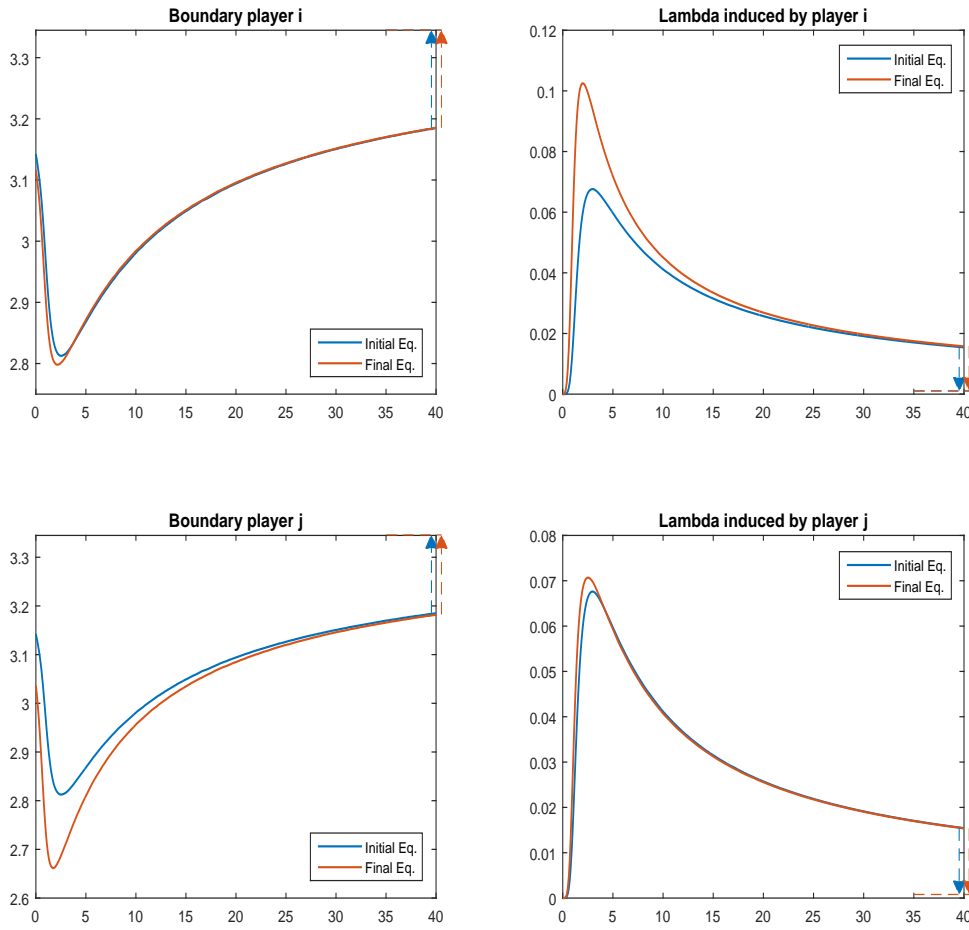 Boundary player i
3.3
3.2
3.1
3
2.9
2.8
0 5 10 15 20 25 30 35 40
Initial Eq.
Final Eq.
Lambda induced by player i
0.12
0.1
0.08
0.06
0.04
0.02
0
0 5 10 15 20 25 30 35 40
Initial Eq.
Final Eq.
Boundary player j
3.3
3.2
3.1
3
2.9
2.8
2.7
2.6
0 5 10 15 20 25 30 35 40
Initial Eq.
Final Eq.
Lambda induced by player j
0.08
0.07
0.06
0.05
0.04
0.03
0.02
0.01
0
0 5 10 15 20 25 30 35 40
Initial Eq.
Final Eq.